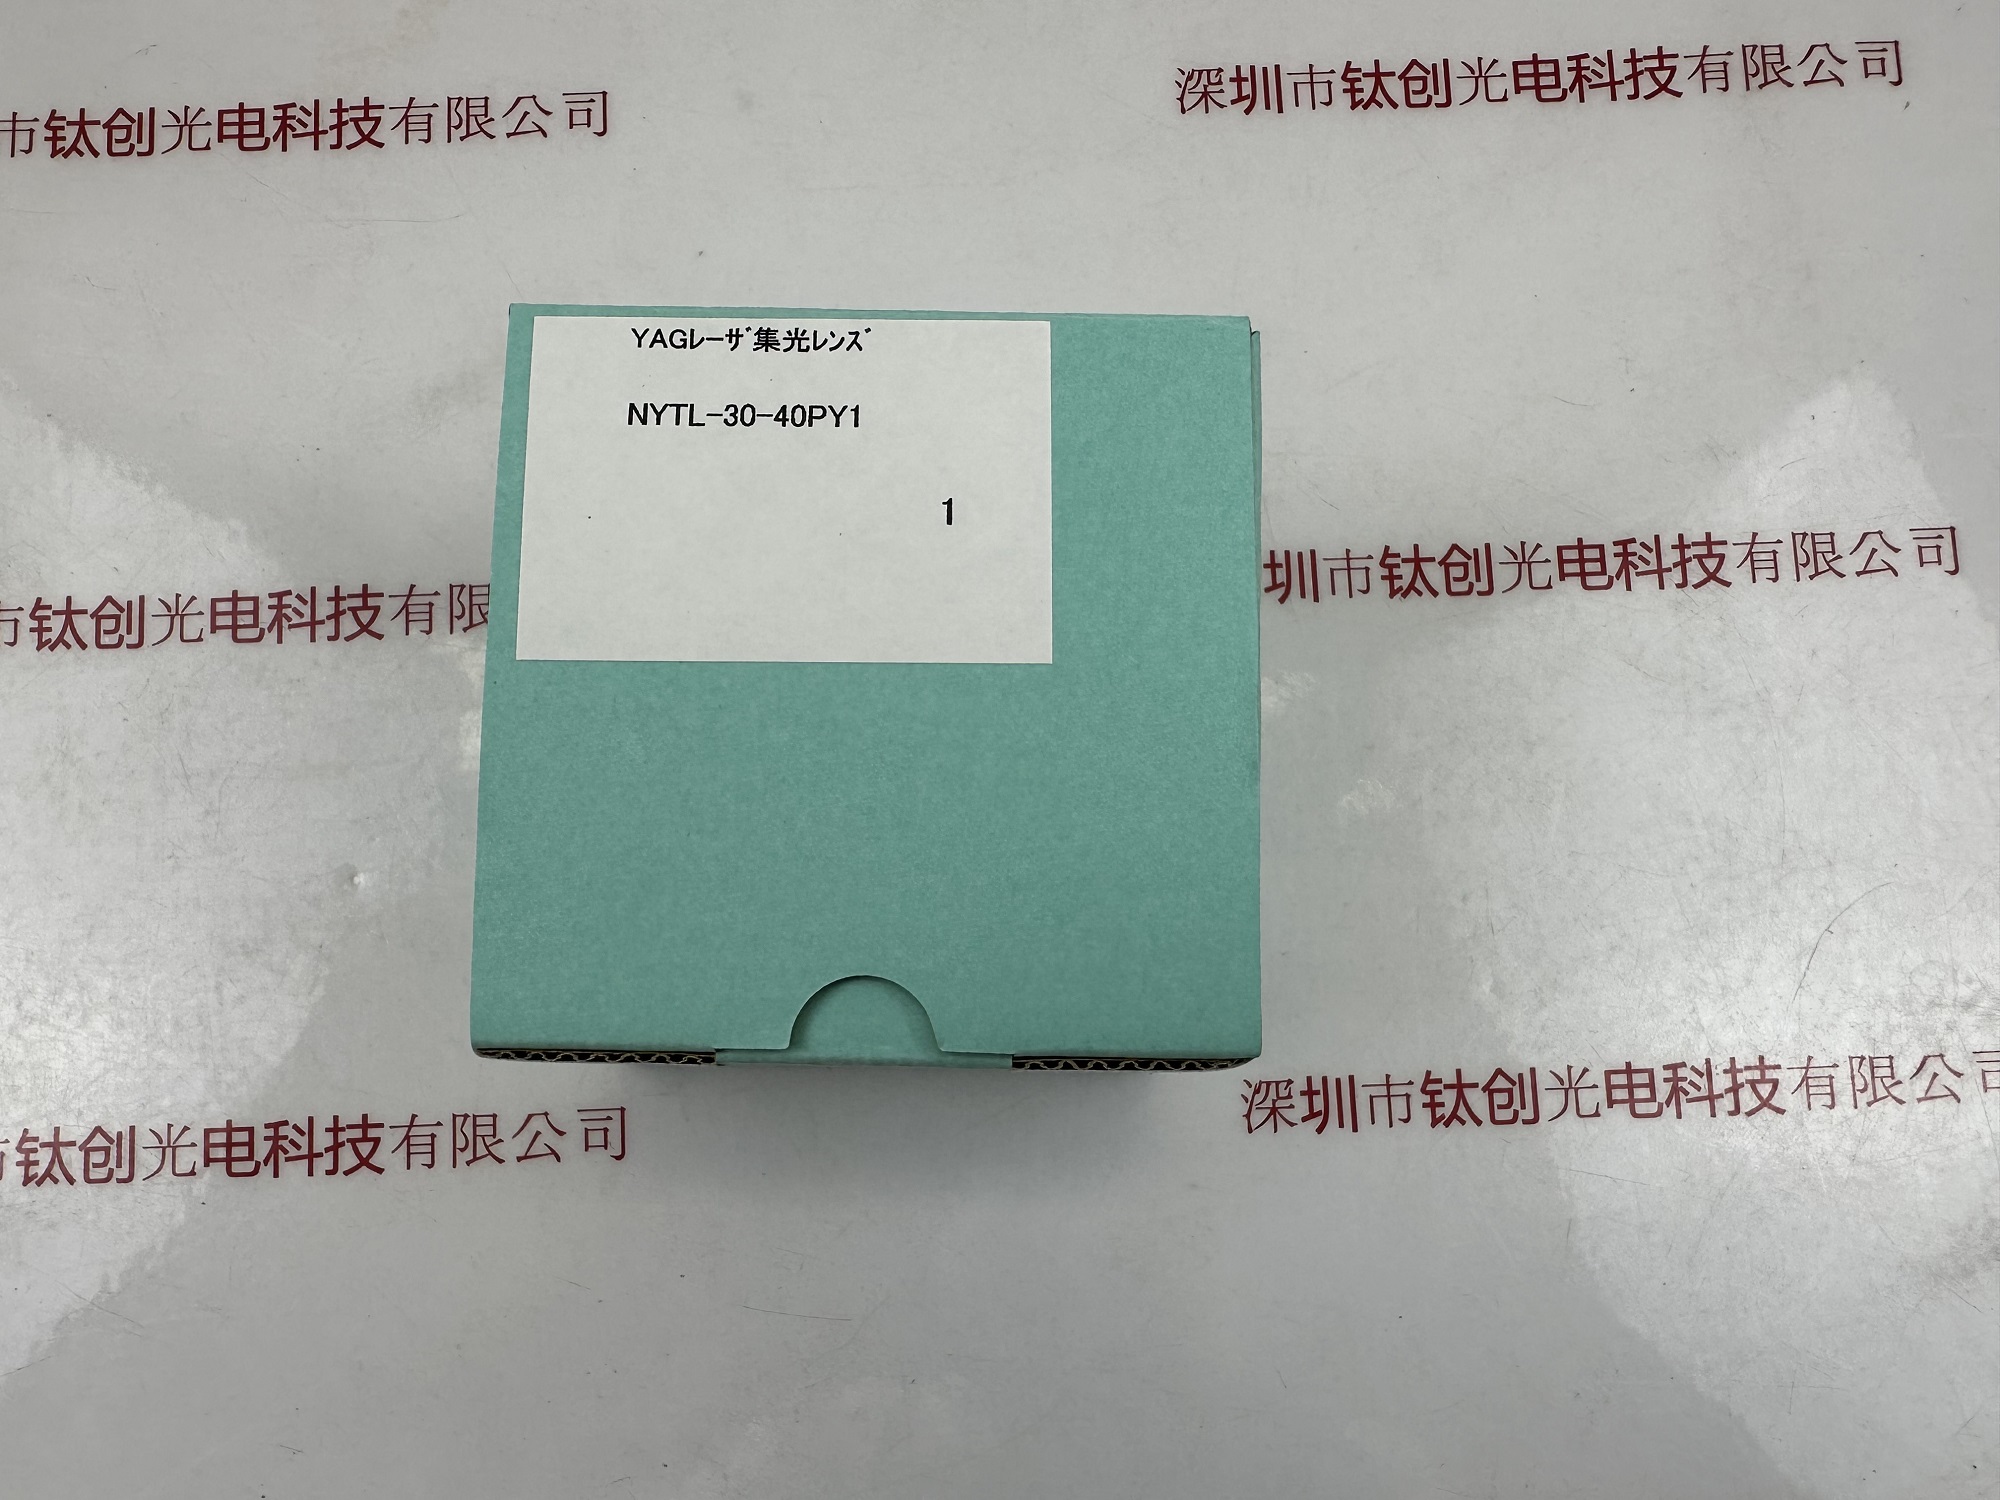 市钛创光电科技有限公司
深圳市钛创光电科技有限公司
YAGﾚｰｻﾞ集光ﾚﾝｽﾞ
NYTL-30-40PY1
1
市钛创光电科技有限
圳市钛创光电科技有限公司
钛创光电科技有限公司
深圳市钛创光电科技有限公司